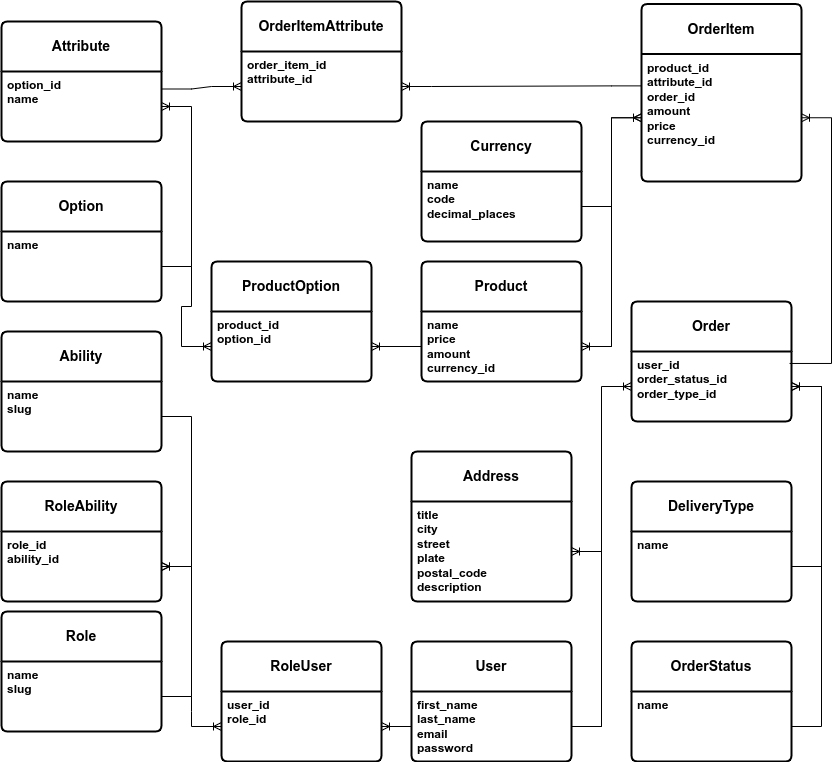 Attribute
option_id
name
OrderItemAttribute
order_item_id
attribute_id
OrderItem
product_id
attribute_id
order_id
amount
price
currency_id
Currency
name
code
decimal_places
Option
name
ProductOption
product_id
option_id
Product
name
price
amount
currency_id
Order
user_id
order_status_id
order_type_id
Ability
name
slug
Address
title
city
street
plate
postal_code
description
RoleAbility
role_id
ability_id
DeliveryType
name
Role
name
slug
RoleUser
user_id
role_id
User
first_name
last_name
email
password
OrderStatus
name